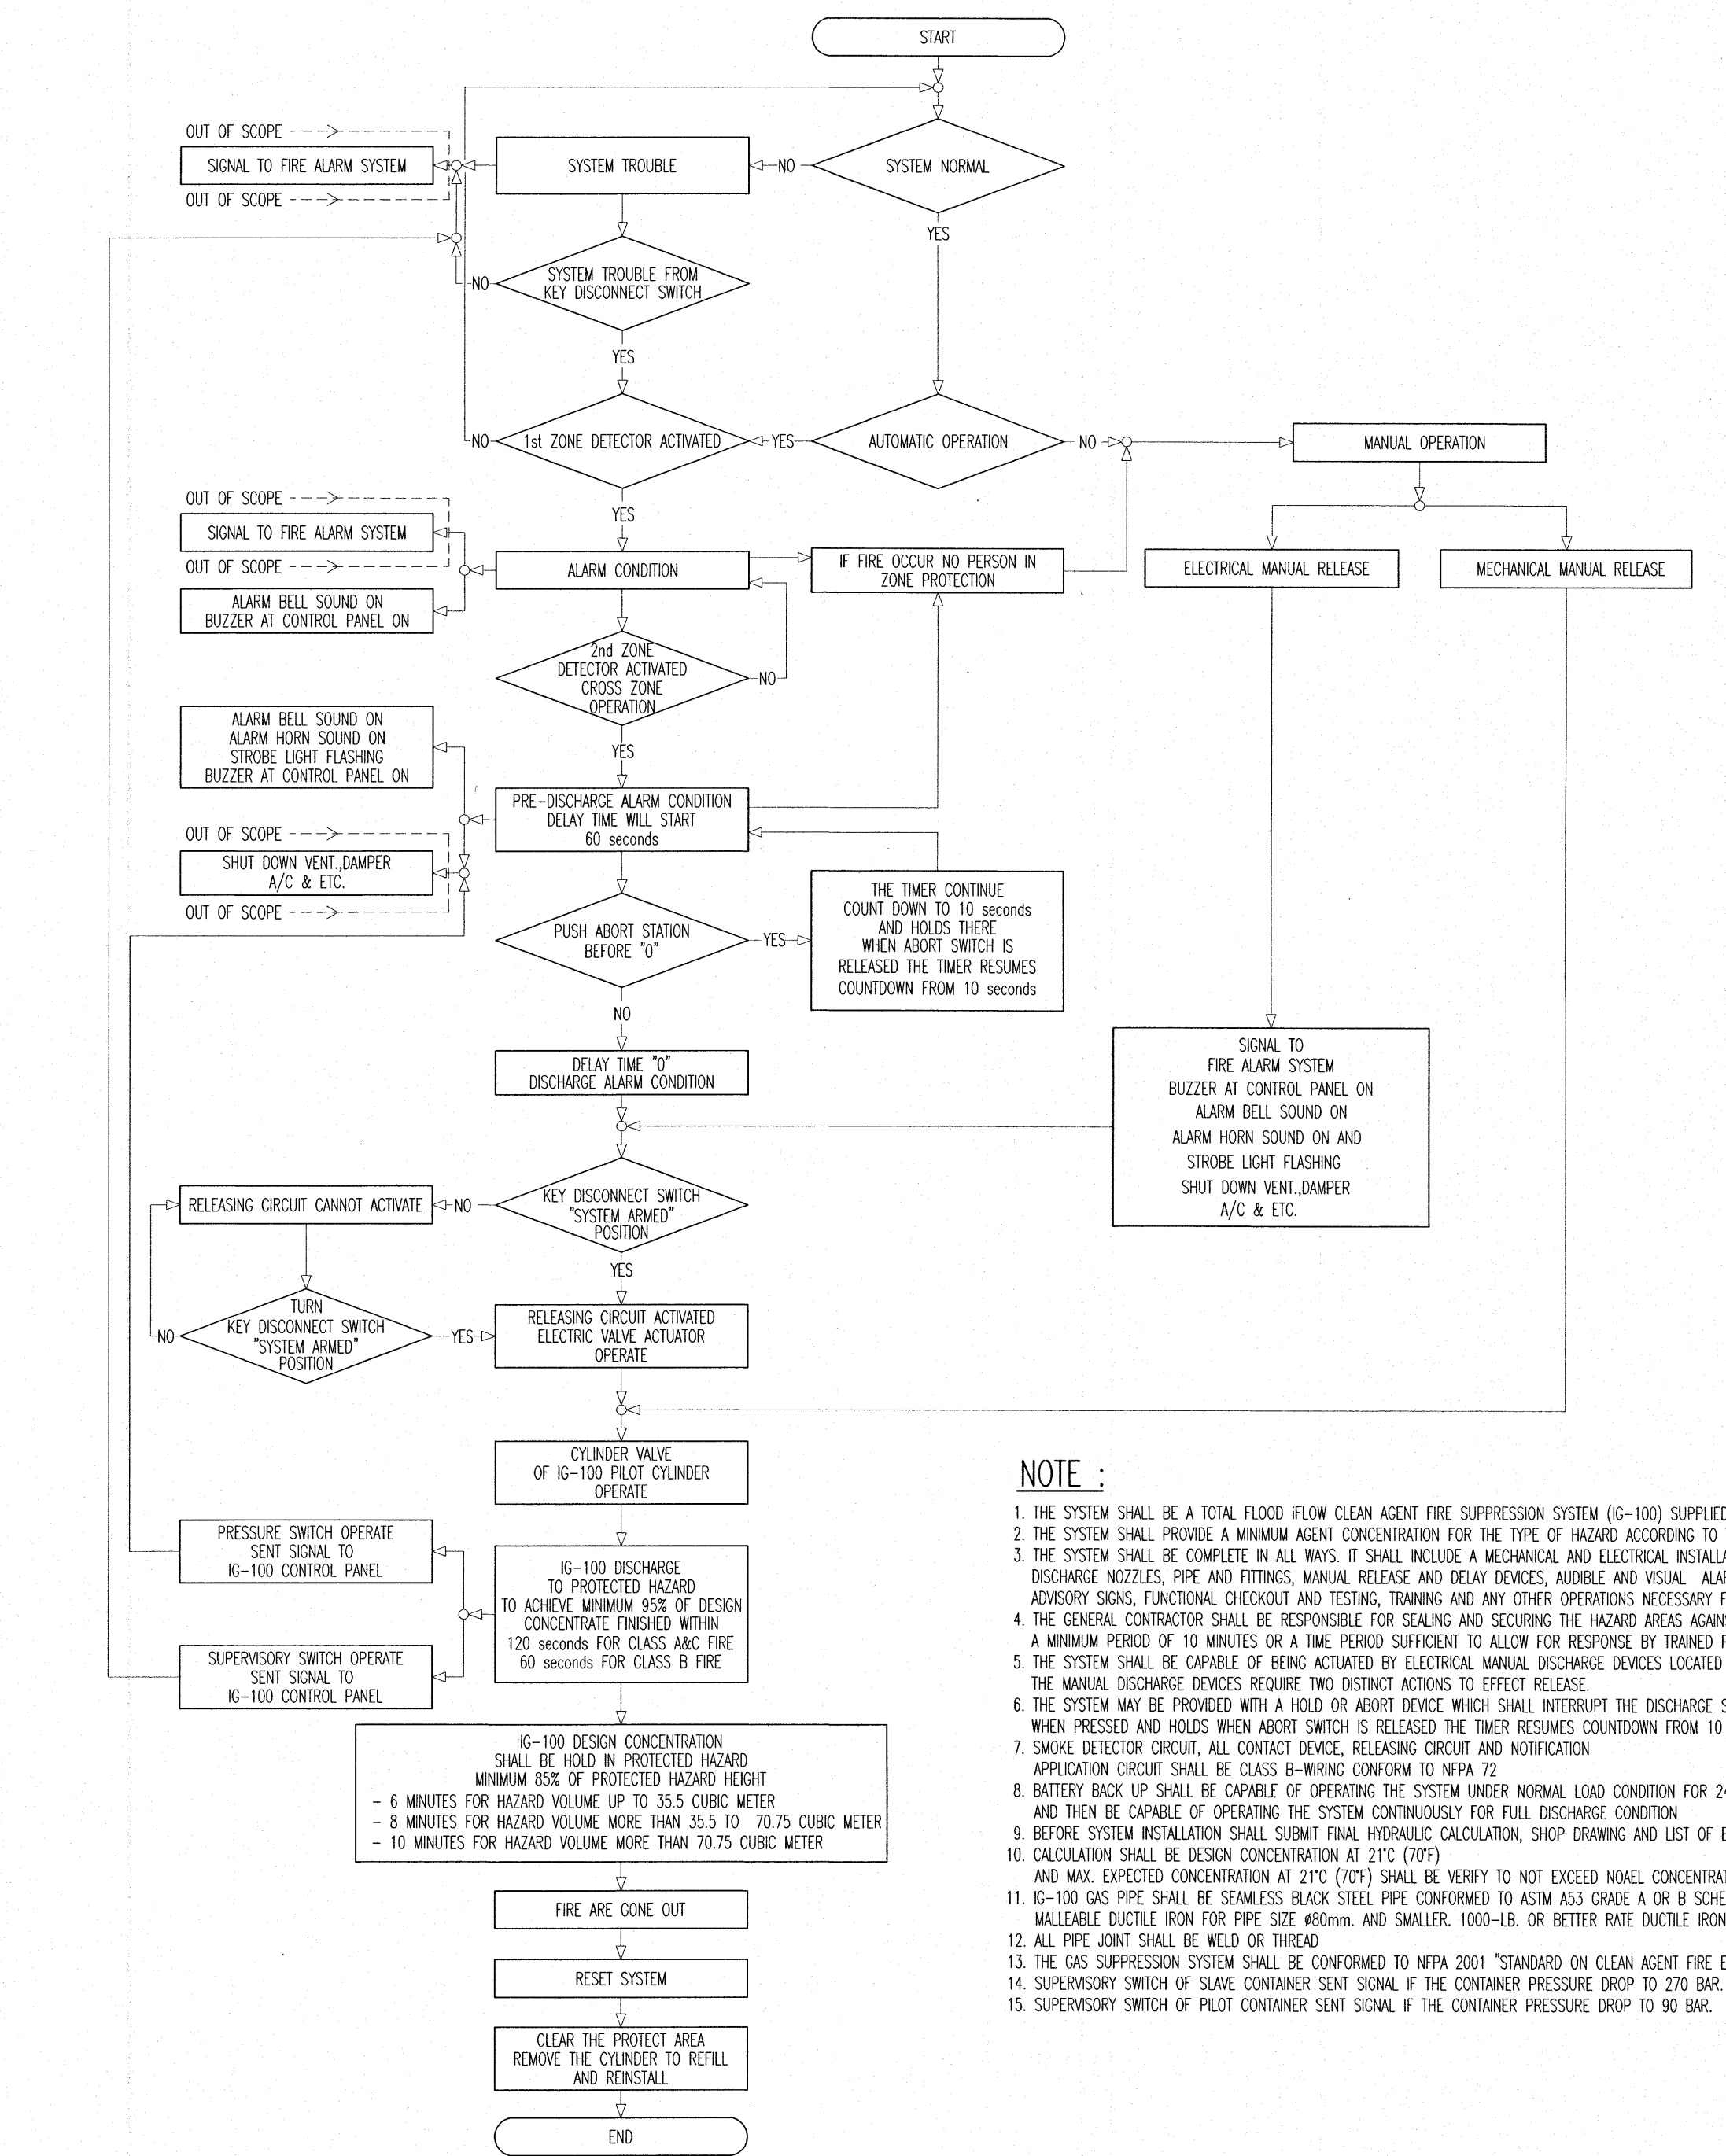 START
OUT OF SCOPE
SIGNAL TO FIRE ALARM SYSTEM
OUT OF SCOPE
SYSTEM TROUBLE
NO
SYSTEM NORMAL
YES
SYSTEM TROUBLE FROM
KEY DISCONNECT SWITCH
NO
YES
NO
1st ZONE DETECTOR ACTIVATED
YES
AUTOMATIC OPERATION
NO
MANUAL OPERATION
YES
OUT OF SCOPE
SIGNAL TO FIRE ALARM SYSTEM
OUT OF SCOPE
ALARM BELL SOUND ON
BUZZER AT CONTROL PANEL ON
ALARM CONDITION
IF FIRE OCCUR NO PERSON IN
ZONE PROTECTION
ELECTRICAL MANUAL RELEASE
MECHANICAL MANUAL RELEASE
2nd ZONE
DETECTOR ACTIVATED
CROSS ZONE
OPERATION
NO
YES
ALARM BELL SOUND ON
ALARM HORN SOUND ON
STROBE LIGHT FLASHING
BUZZER AT CONTROL PANEL ON
PRE-DISCHARGE ALARM CONDITION
DELAY TIME WILL START
60 seconds
OUT OF SCOPE
SHUT DOWN VENT.,DAMPER
A/C & ETC.
OUT OF SCOPE
PUSH ABORT STATION
BEFORE "0"
YES
THE TIMER CONTINUE
COUNT DOWN TO 10 seconds
AND HOLDS THERE
WHEN ABORT SWITCH IS
RELEASED THE TIMER RESUMES
COUNTDOWN FROM 10 seconds
NO
DELAY TIME "0"
DISCHARGE ALARM CONDITION
SIGNAL TO
FIRE ALARM SYSTEM
BUZZER AT CONTROL PANEL ON
ALARM BELL SOUND ON
ALARM HORN SOUND ON AND
STROBE LIGHT FLASHING
SHUT DOWN VENT.,DAMPER
A/C & ETC.
RELEASING CIRCUIT CANNOT ACTIVATE
NO
KEY DISCONNECT SWITCH
"SYSTEM ARMED"
POSITION
YES
TURN
KEY DISCONNECT SWITCH
"SYSTEM ARMED"
POSITION
NO
YES
RELEASING CIRCUIT ACTIVATED
ELECTRIC VALVE ACTUATOR
OPERATE
CYLINDER VALVE
OF IG-100 PILOT CYLINDER
OPERATE
PRESSURE SWITCH OPERATE
SENT SIGNAL TO
IG-100 CONTROL PANEL
IG-100 DISCHARGE
TO PROTECTED HAZARD
TO ACHIEVE MINIMUM 95% OF DESIGN
CONCENTRATE FINISHED WITHIN
120 seconds FOR CLASS A&C FIRE
60 seconds FOR CLASS B FIRE
SUPERVISORY SWITCH OPERATE
SENT SIGNAL TO
IG-100 CONTROL PANEL
IG-100 DESIGN CONCENTRATION
SHALL BE HOLD IN PROTECTED HAZARD
MINIMUM 85% OF PROTECTED HAZARD HEIGHT
- 6 MINUTES FOR HAZARD VOLUME UP TO 35.5 CUBIC METER
- 8 MINUTES FOR HAZARD VOLUME MORE THAN 35.5 TO 70.75 CUBIC METER
- 10 MINUTES FOR HAZARD VOLUME MORE THAN 70.75 CUBIC METER
FIRE ARE GONE OUT
RESET SYSTEM
CLEAR THE PROTECT AREA
REMOVE THE CYLINDER TO REFILL
AND REINSTALL
END
NOTE :
1. THE SYSTEM SHALL BE A TOTAL FLOOD iFLOW CLEAN AGENT FIRE SUPPRESSION SYSTEM (IG-100) SUPPLIED
2. THE SYSTEM SHALL PROVIDE A MINIMUM AGENT CONCENTRATION FOR THE TYPE OF HAZARD ACCORDING TO
3. THE SYSTEM SHALL BE COMPLETE IN ALL WAYS. IT SHALL INCLUDE A MECHANICAL AND ELECTRICAL
DISCHARGE NOZZLES, PIPE AND FITTINGS, MANUAL RELEASE AND DELAY DEVICES, AUDIBLE AND VISUAL
ADVISORY SIGNS, FUNCTIONAL CHECKOUT AND TESTING, TRAINING AND ANY OTHER OPERATIONS NECESSARY
4. THE GENERAL CONTRACTOR SHALL BE RESPONSIBLE FOR SEALING AND SECURING THE HAZARD AREAS
A MINIMUM PERIOD OF 10 MINUTES OR A TIME PERIOD SUFFICIENT TO ALLOW FOR RESPONSE BY TRAINED
5. THE SYSTEM SHALL BE CAPABLE OF BEING ACTUATED BY ELECTRICAL MANUAL DISCHARGE DEVICES LOCATED
THE MANUAL DISCHARGE DEVICES REQUIRE TWO DISTINCT ACTIONS TO EFFECT RELEASE.
6. THE SYSTEM MAY BE PROVIDED WITH A HOLD OR ABORT DEVICE WHICH SHALL INTERRUPT THE DISCHARGE
WHEN PRESSED AND HOLDS WHEN ABORT SWITCH IS RELEASED THE TIMER RESUMES COUNTDOWN FROM 10
7. SMOKE DETECTOR CIRCUIT, ALL CONTACT DEVICE, RELEASING CIRCUIT AND NOTIFICATION
APPLICATION CIRCUIT SHALL BE CLASS B-WIRING CONFORM TO NFPA 72
8. BATTERY BACK UP SHALL BE CAPABLE OF OPERATING THE SYSTEM UNDER NORMAL LOAD CONDITION FOR 24
AND THEN BE CAPABLE OF OPERATING THE SYSTEM CONTINUOUSLY FOR FULL DISCHARGE CONDITION
9. BEFORE SYSTEM INSTALLATION SHALL SUBMIT FINAL HYDRAULIC CALCULATION, SHOP DRAWING AND LIST OF
10. CALCULATION SHALL BE DESIGN CONCENTRATION AT 21°C (70°F)
AND MAX. EXPECTED CONCENTRATION AT 21°C (70°F) SHALL BE VERIFY TO NOT EXCEED NOAEL
11. IG-100 GAS PIPE SHALL BE SEAMLESS BLACK STEEL PIPE CONFORMED TO ASTM A53 GRADE A OR B
MALLEABLE DUCTILE IRON FOR PIPE SIZE ø80mm. AND SMALLER. 1000-LB. OR BETTER RATE DUCTILE IRON
12. ALL PIPE JOINT SHALL BE WELD OR THREAD
13. THE GAS SUPPRESSION SYSTEM SHALL BE CONFORMED TO NFPA 2001 "STANDARD ON CLEAN AGENT FIRE
14. SUPERVISORY SWITCH OF SLAVE CONTAINER SENT SIGNAL IF THE CONTAINER PRESSURE DROP TO 270 BAR.
15. SUPERVISORY SWITCH OF PILOT CONTAINER SENT SIGNAL IF THE CONTAINER PRESSURE DROP TO 90 BAR.